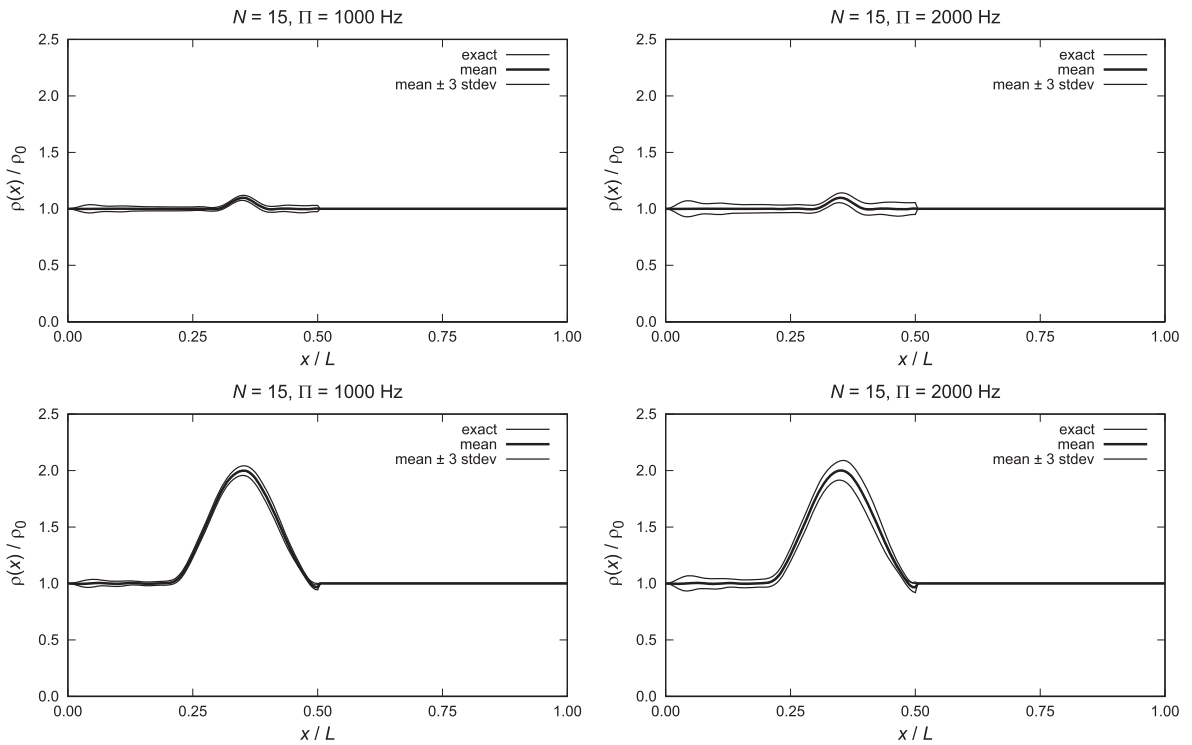 N = 15, Π = 1000 Hz
2.5
2.0
1.5
1.0
0.5
0.0
ρ(x) / ρ0
exact
mean
mean ± 3 stdev
0.00 0.25 0.50 0.75 1.00
x / L
N = 15, Π = 2000 Hz
2.5
2.0
1.5
1.0
0.5
0.0
ρ(x) / ρ0
exact
mean
mean ± 3 stdev
0.00 0.25 0.50 0.75 1.00
x / L
N = 15, Π = 1000 Hz
2.5
2.0
1.5
1.0
0.5
0.0
ρ(x) / ρ0
exact
mean
mean ± 3 stdev
0.00 0.25 0.50 0.75 1.00
x / L
N = 15, Π = 2000 Hz
2.5
2.0
1.5
1.0
0.5
0.0
ρ(x) / ρ0
exact
mean
mean ± 3 stdev
0.00 0.25 0.50 0.75 1.00
x / L